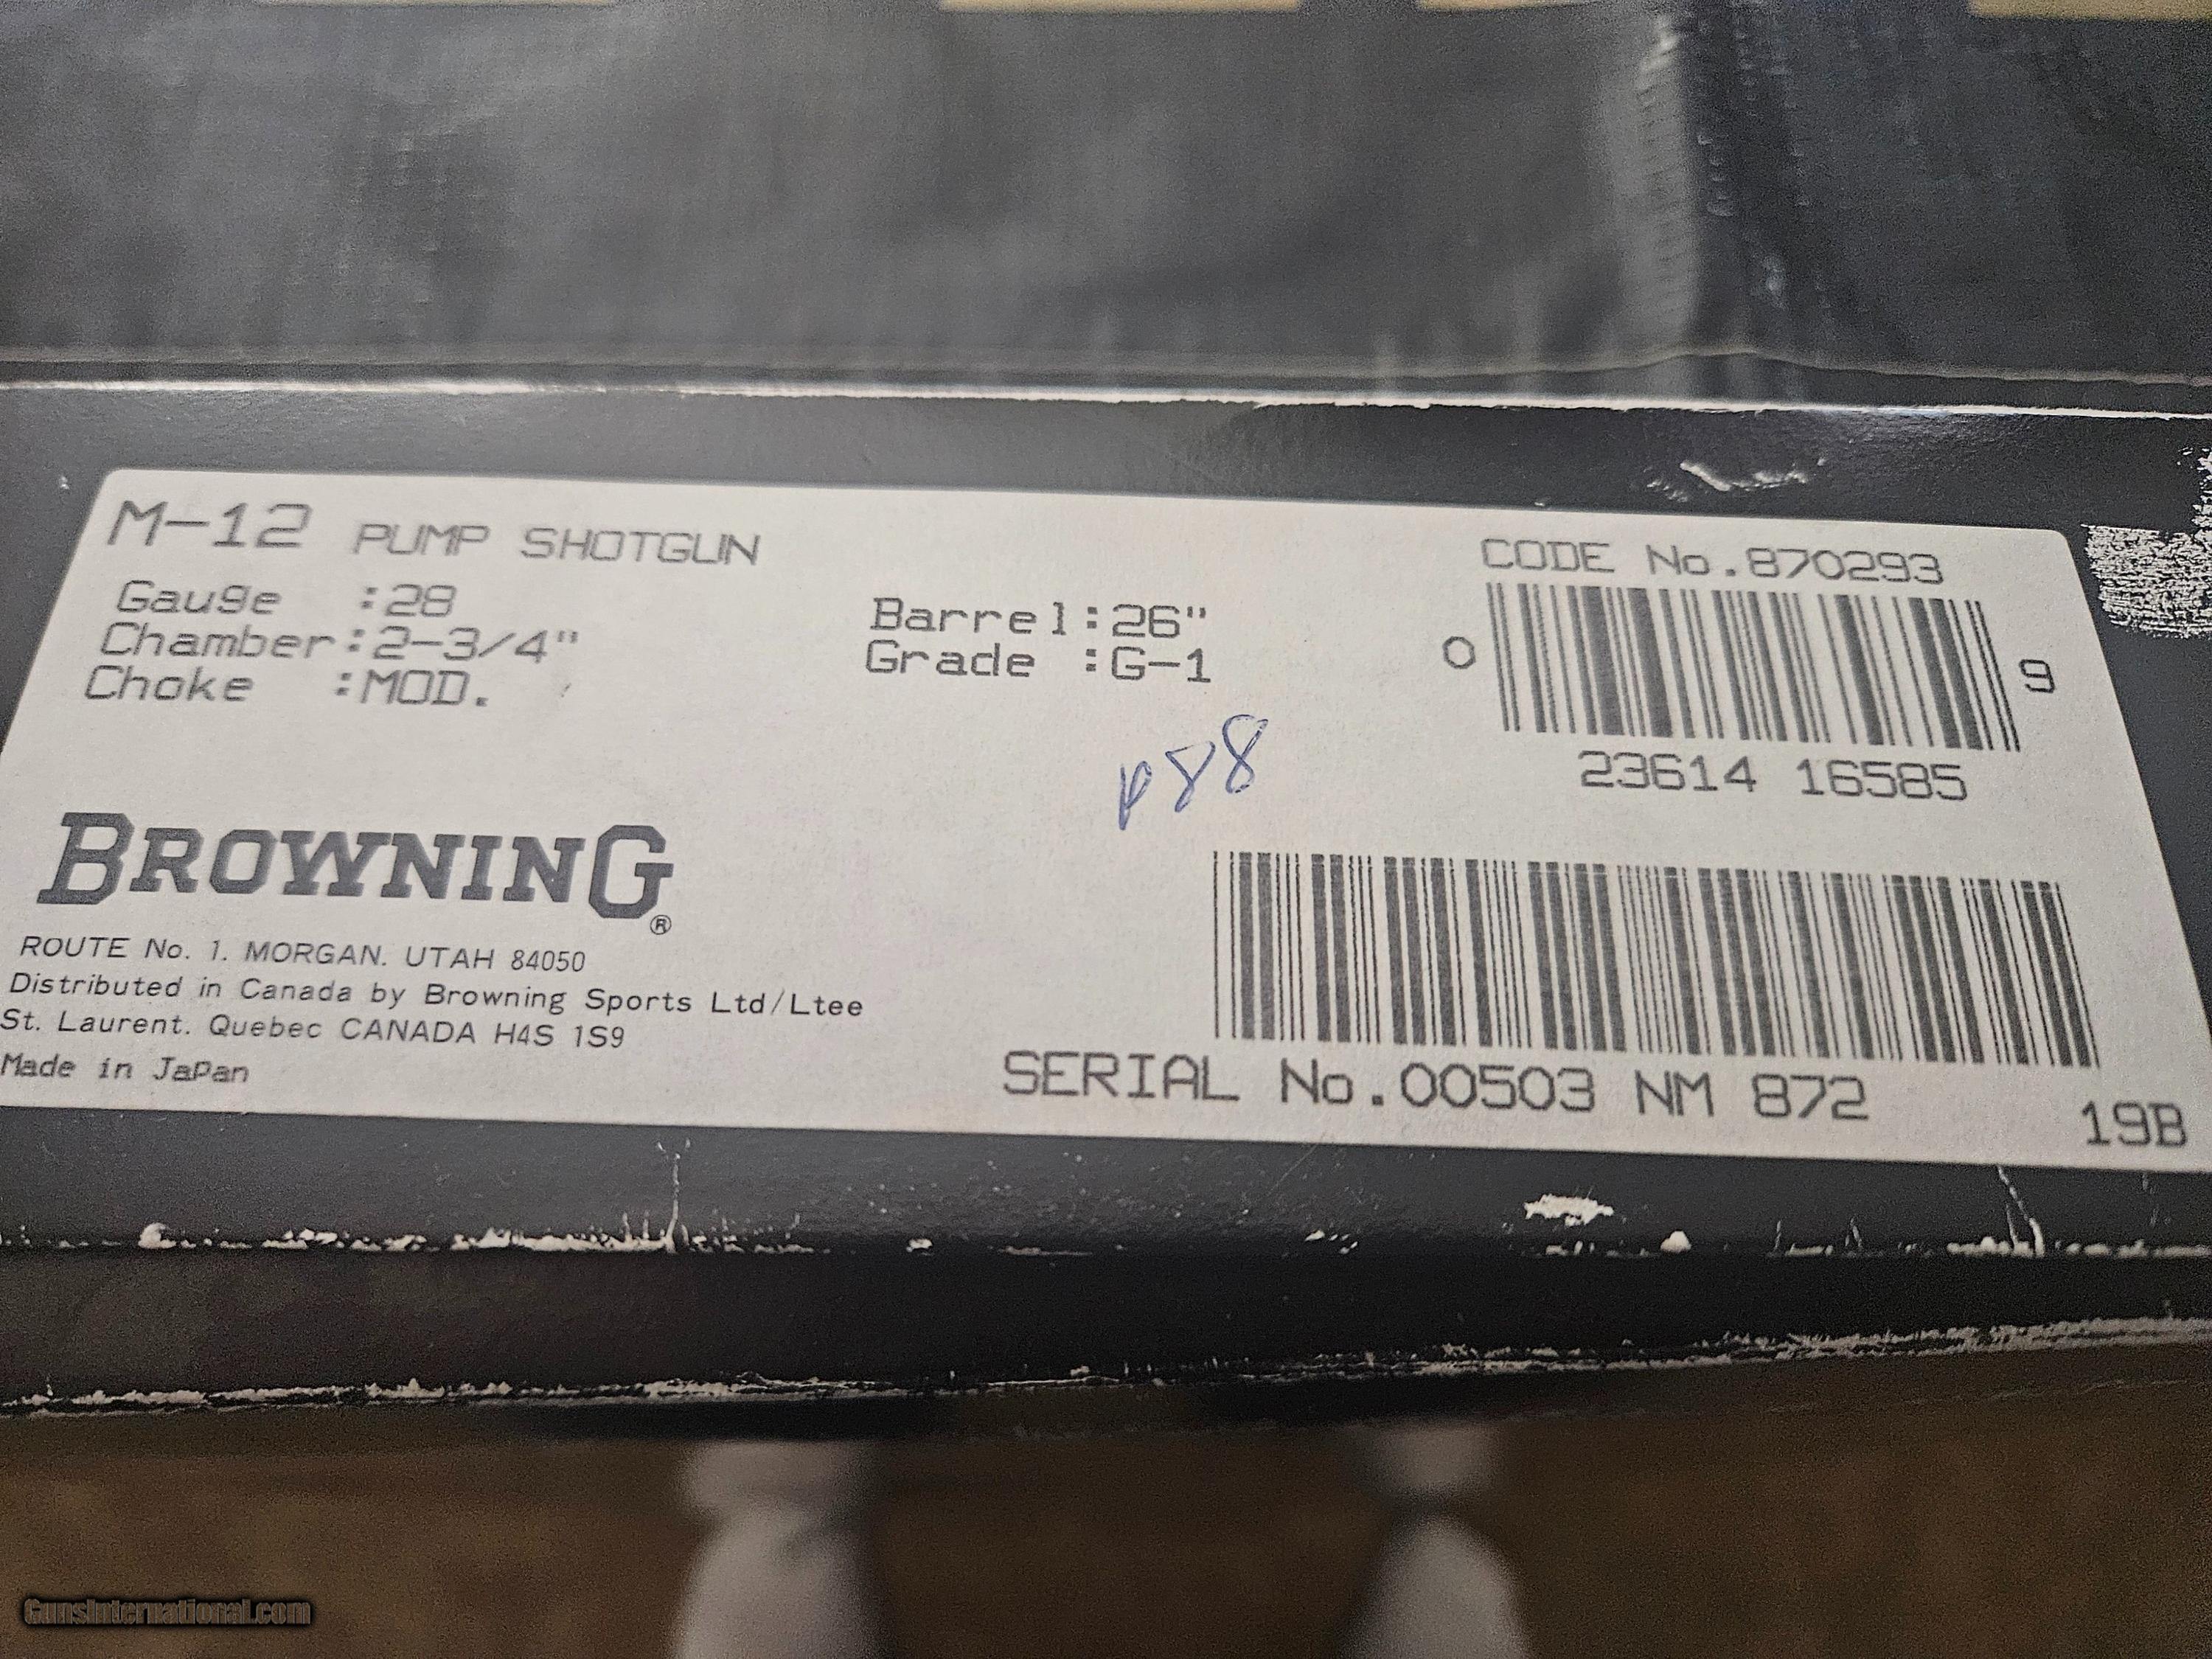 M-12 PUMP SHOTGUN
Gauge :28
Chamber:2-3/4"
Choke :MOD.
Barrel:26"
Grade :G-1
CODE No.870293
0 9
23614 16585
p88
BROWNING®
ROUTE No. 1. MORGAN. UTAH 84050
Distributed in Canada by Browning Sports Ltd/Ltee
St. Laurent. Quebec CANADA H4S 1S9
Made in Japan
SERIAL No.00503 NM 872
19B
GunsInternational.com